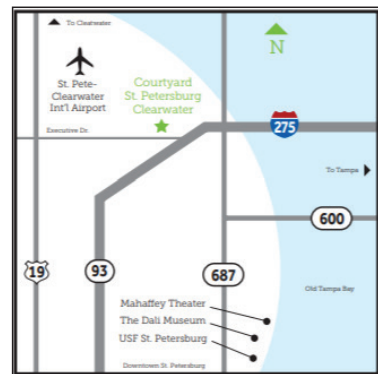 To Clearwater
N
St. Pete-
Clearwater
Int'l Airport
Courtyard
St. Petersburg
Clearwater
Executive Dr.
275
To Tampa
600
19
93
687
Old Tampa Bay
Mahaffey Theater
The Dali Museum
USF St. Petersburg
Downtown St. Petersburg